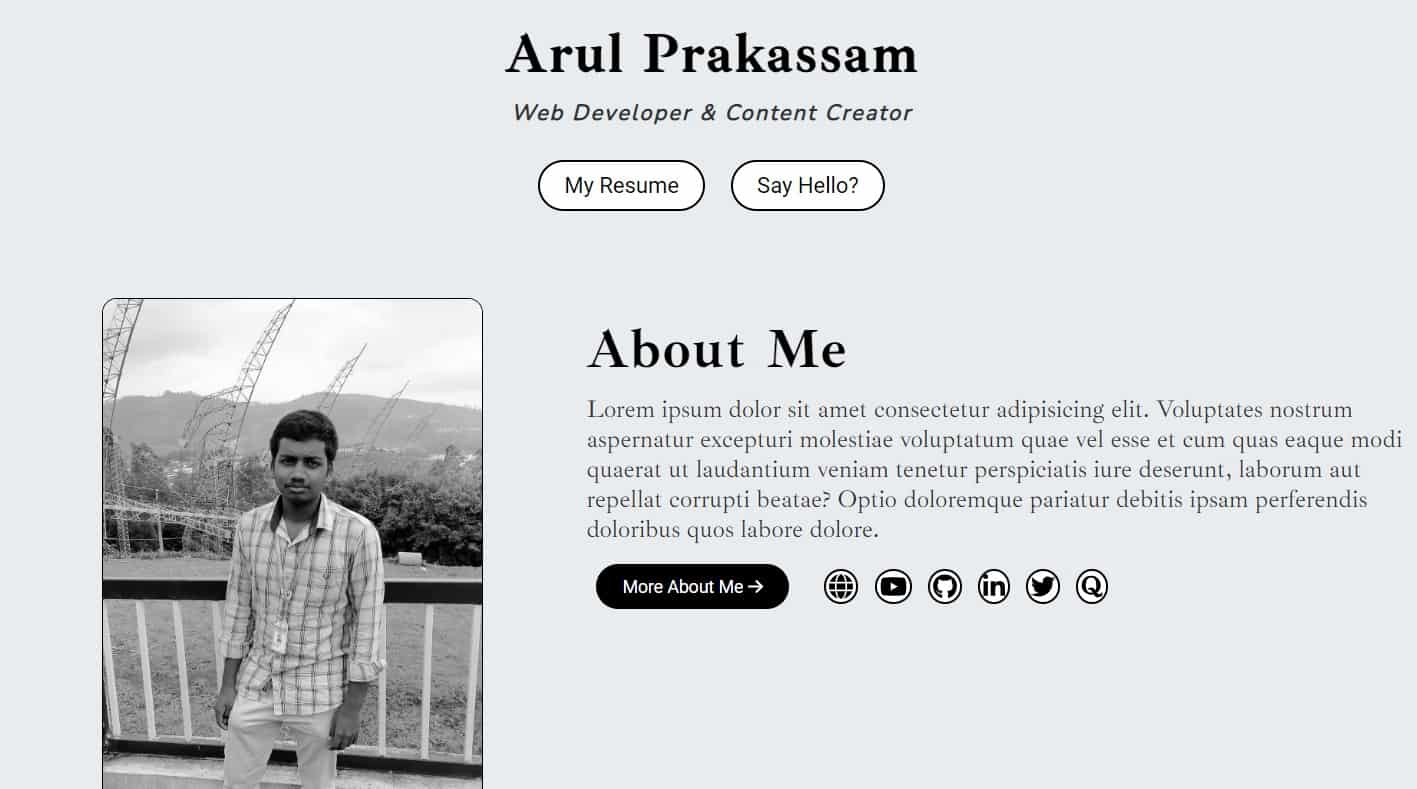 Arul Prakassam
Web Developer & Content Creator
My Resume
Say Hello?
About Me
Lorem ipsum dolor sit amet consectetur adipisicing elit. Voluptates nostrum
aspernatur excepturi molestiae voluptatum quae vel esse et cum quas eaque modi
quaerat ut laudantium veniam tenetur perspiciatis iure deserunt, laborum aut
repellat corrupti beatae? Optio doloremque pariatur debitis ipsam perferendis
doloribus quos labore dolore.
More About Me →